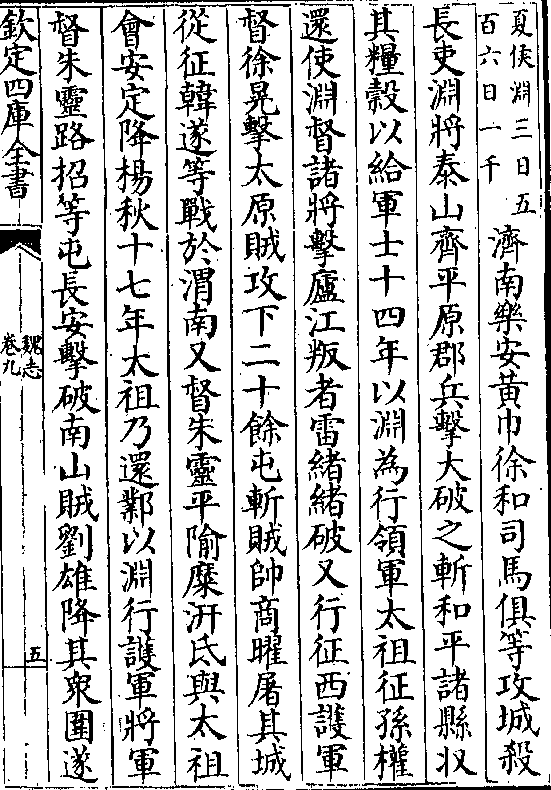 夏侯淵三日五
百六日一千
濟南樂安黃巾徐和司馬俱等攻城殺
長吏淵將泰山齊平原郡兵擊大破之斬和平諸縣収
其糧穀以給軍士十四年以淵為行領軍太祖征孫權
還使淵督諸將擊廬江叛者雷緒緒破又行征西護軍
督徐晃擊太原賊攻下二十餘屯斬賊帥商曜屠其城
從征韓遂等戰於渭南又督朱靈平隃糜汧氐與太祖
會安定降楊秋十七年太祖乃還鄴以淵行護軍將軍
督朱靈路招等屯長安擊破南山賊劉雄降其衆圍遂
欽定四庫全書
魏志
卷九
五